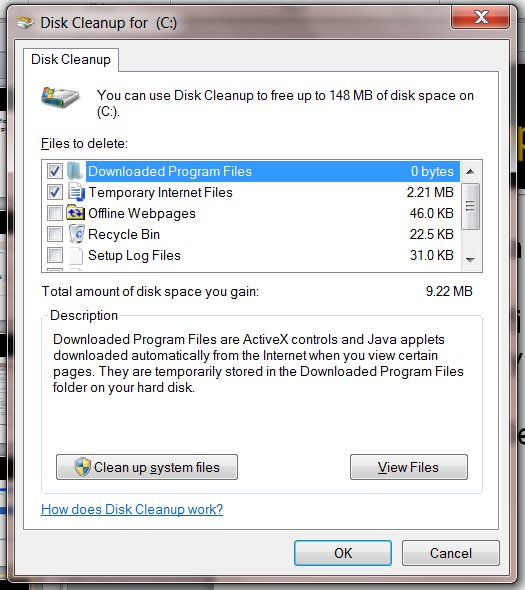 Disk Cleanup for  (C:)
Disk Cleanup
You can use Disk Cleanup to free up to 148 MB of disk space on
(C:).
Files to delete:
Downloaded Program Files 0 bytes
Temporary Internet Files 2.21 MB
Offline Webpages 46.0 KB
Recycle Bin 22.5 KB
Setup Log Files 31.0 KB
Total amount of disk space you gain: 9.22 MB
Description
Downloaded Program Files are ActiveX controls and Java applets
downloaded automatically from the Internet when you view certain
pages. They are temporarily stored in the Downloaded Program Files
folder on your hard disk.
Clean up system files
View Files
How does Disk Cleanup work?
OK
Cancel